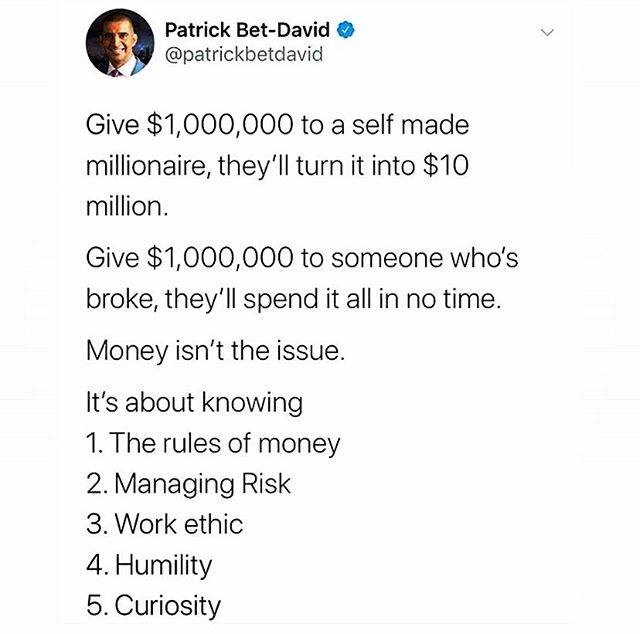 Patrick Bet-David
@patrickbetdavid
Give $1,000,000 to a self made
millionaire, they'll turn it into $10
million.
Give $1,000,000 to someone who's
broke, they'll spend it all in no time.
Money isn't the issue.
It's about knowing
1. The rules of money
2. Managing Risk
3. Work ethic
4. Humility
5. Curiosity